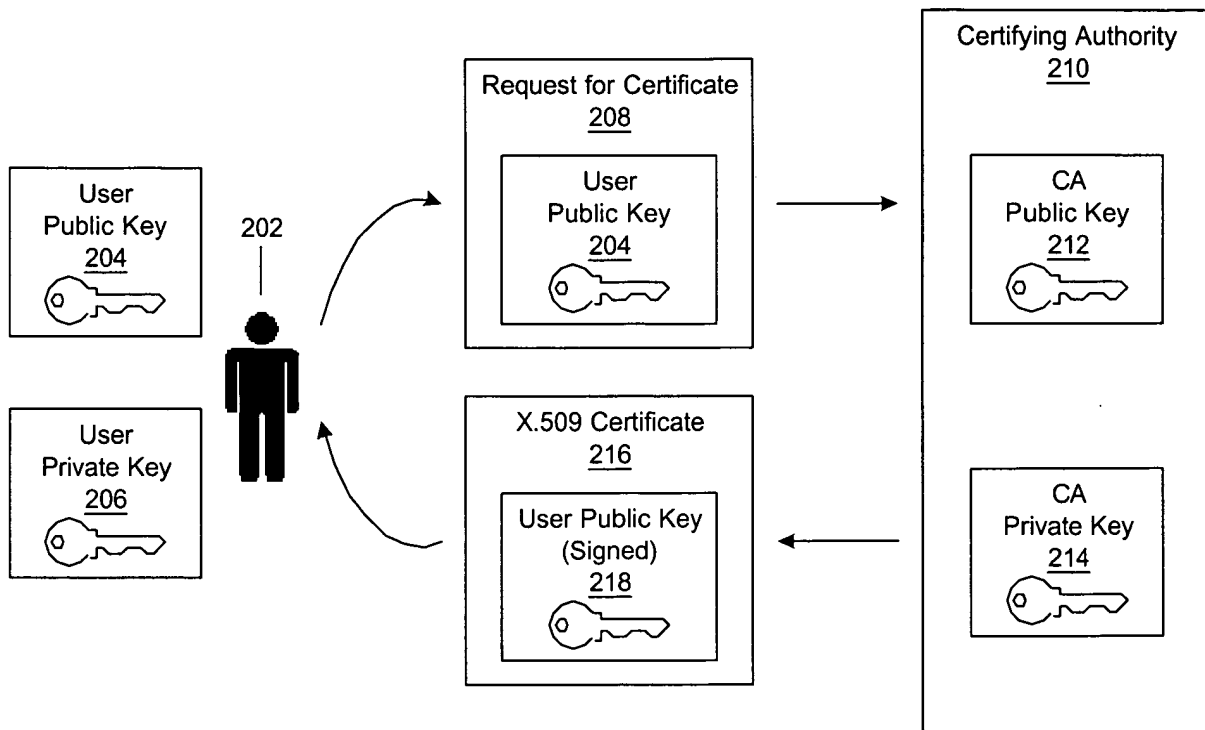 User
Public Key
204
User
Private Key
206
202
Request for Certificate
208
User
Public Key
204
X.509 Certificate
216
User Public Key
(Signed)
218
Certifying Authority
210
CA
Public Key
212
CA
Private Key
214